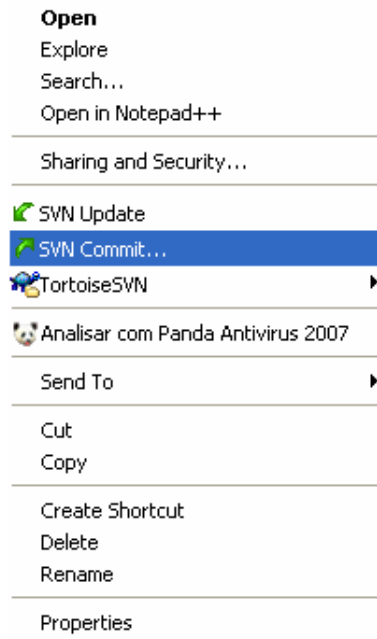 Open
Explore
Search...
Open in Notepad++
Sharing and Security...
SVN Update
SVN Commit...
TortoiseSVN
Analisar com Panda Antivirus 2007
Send To
Cut
Copy
Create Shortcut
Delete
Rename
Properties